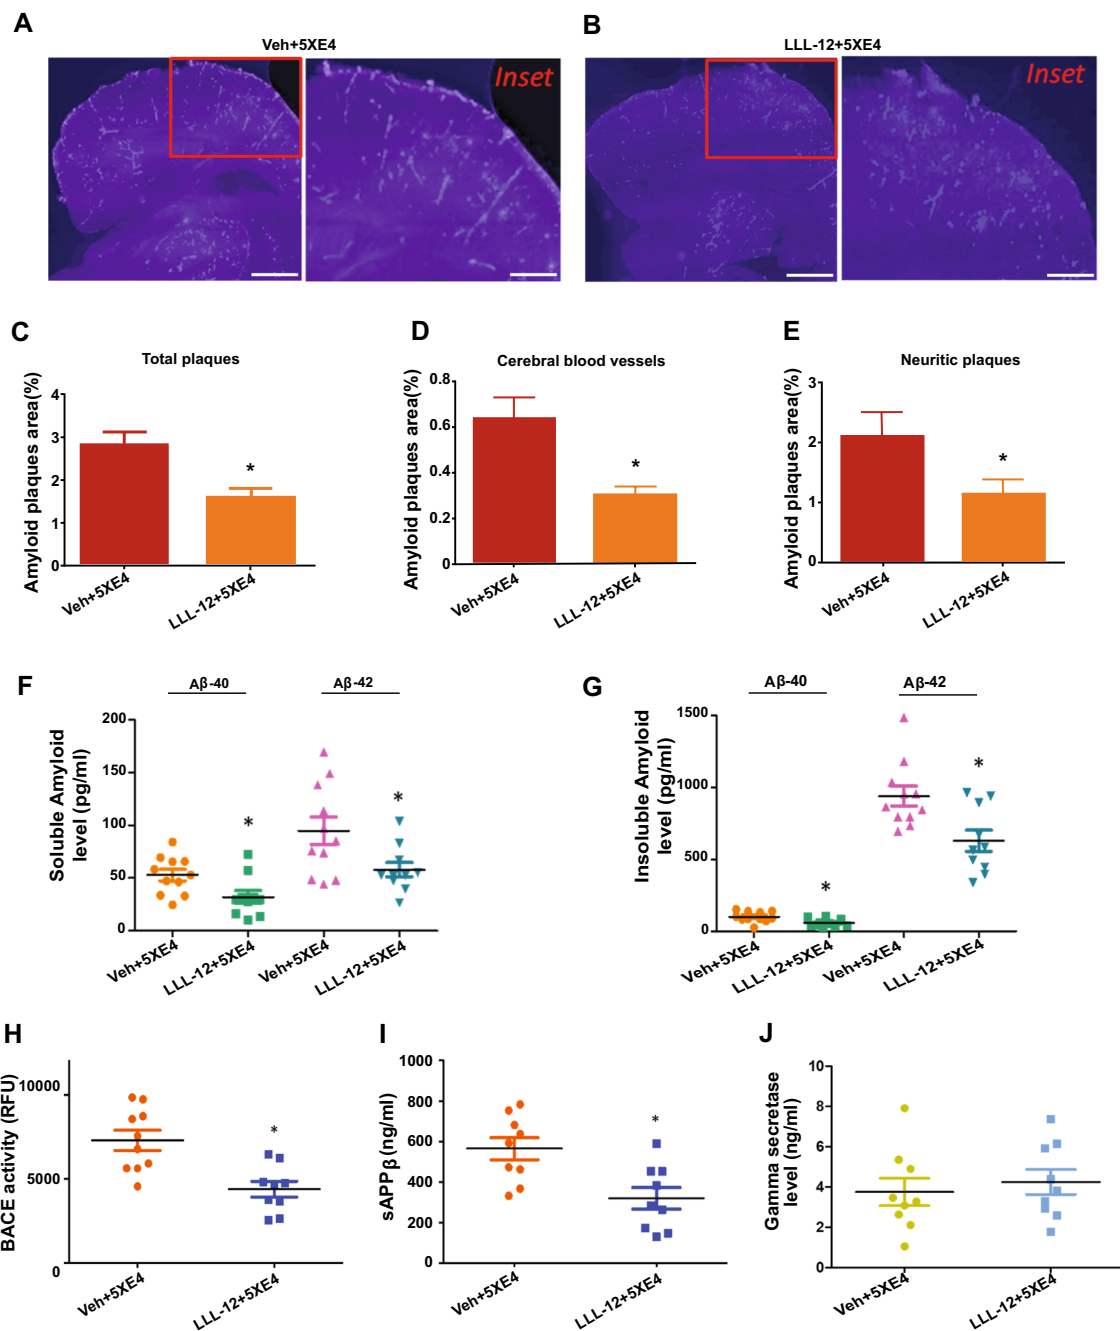 A
Veh+5XE4
Inset
B
LLL-12+5XE4
Inset
C
Total plaques
Amyloid plaques area(%)
4
3
2
1
0
*
Veh+5XE4
LLL-12+5XE4
D
Cerebral blood vessels
Amyloid plaques area(%)
0.8
0.6
0.4
0.2
0
*
Veh+5XE4
LLL-12+5XE4
E
Neuritic plaques
Amyloid plaques area(%)
3
2
1
0
*
Veh+5XE4
LLL-12+5XE4
F
Aβ-40
Aβ-42
Soluble Amyloid
level (pg/ml)
200
150
100
50
0
*
*
Veh+5XE4
LLL-12+5XE4
Veh+5XE4
LLL-12+5XE4
G
Aβ-40
Aβ-42
Insoluble Amyloid
level (pg/ml)
1500
1000
500
0
*
*
Veh+5XE4
LLL-12+5XE4
Veh+5XE4
LLL-12+5XE4
H
BACE activity (RFU)
10000
5000
0
*
Veh+5XE4
LLL-12+5XE4
I
sAPPβ (ng/ml)
1000
800
600
400
200
0
*
Veh+5XE4
LLL-12+5XE4
J
Gamma secretase
level (ng/ml)
10
8
6
4
2
0
Veh+5XE4
LLL-12+5XE4